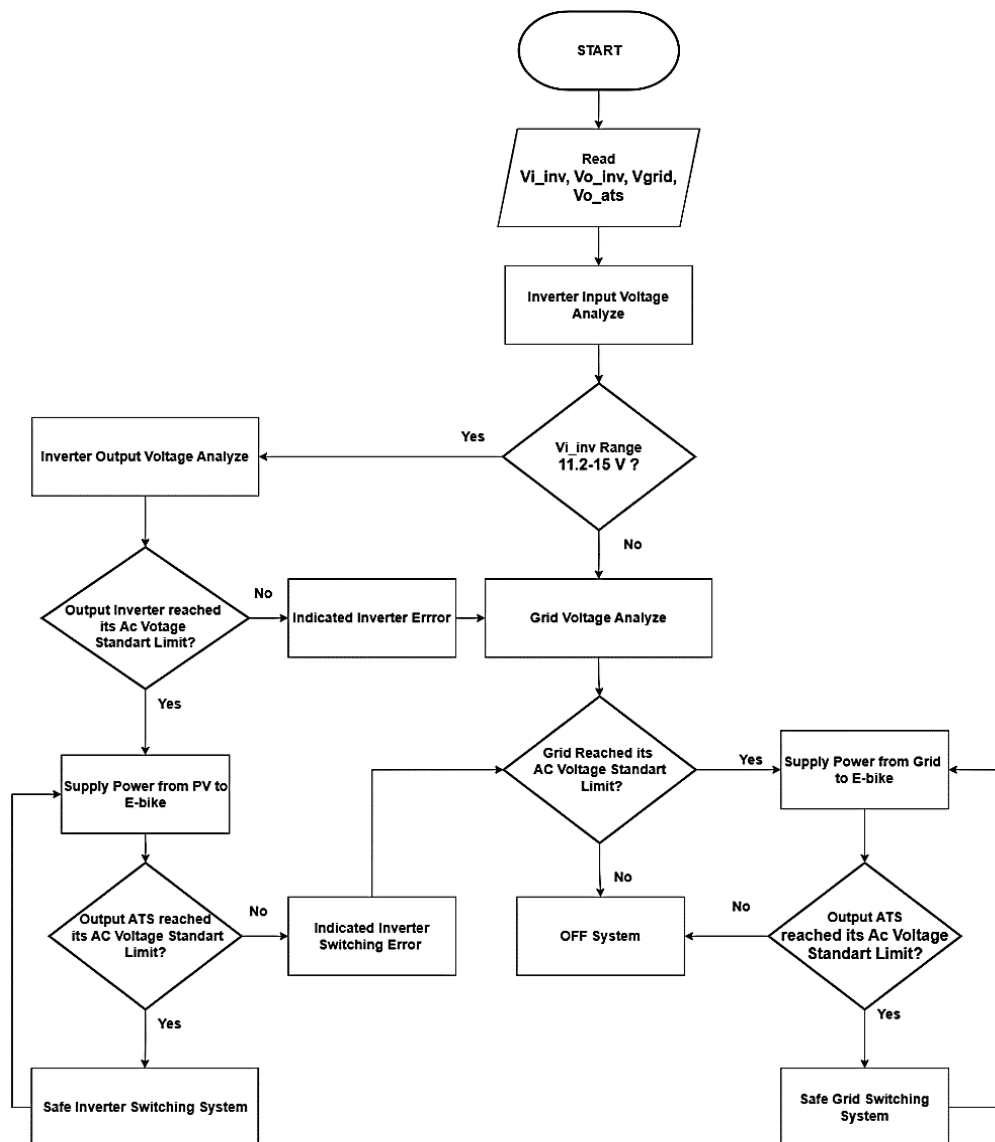 START
Read
Vi_inv, Vo_inv, Vgrid,
Vo_ats
Inverter Input Voltage
Analyze
Vi_inv Range
11.2-15 V ?
Yes
No
Inverter Output Voltage Analyze
Output Inverter reached
its Ac Votage
Standart Limit?
No
Yes
Indicated Inverter Errror
Grid Voltage Analyze
Grid Reached its
AC Voltage Standart
Limit?
Yes
No
Supply Power from PV to
E-bike
Supply Power from Grid
to E-bike
Output ATS reached
its AC Voltage Standart
Limit?
No
Yes
Indicated Inverter
Switching Error
OFF System
Output ATS
reached its Ac Voltage
Standart Limit?
No
Yes
Safe Inverter Switching System
Safe Grid Switching
System